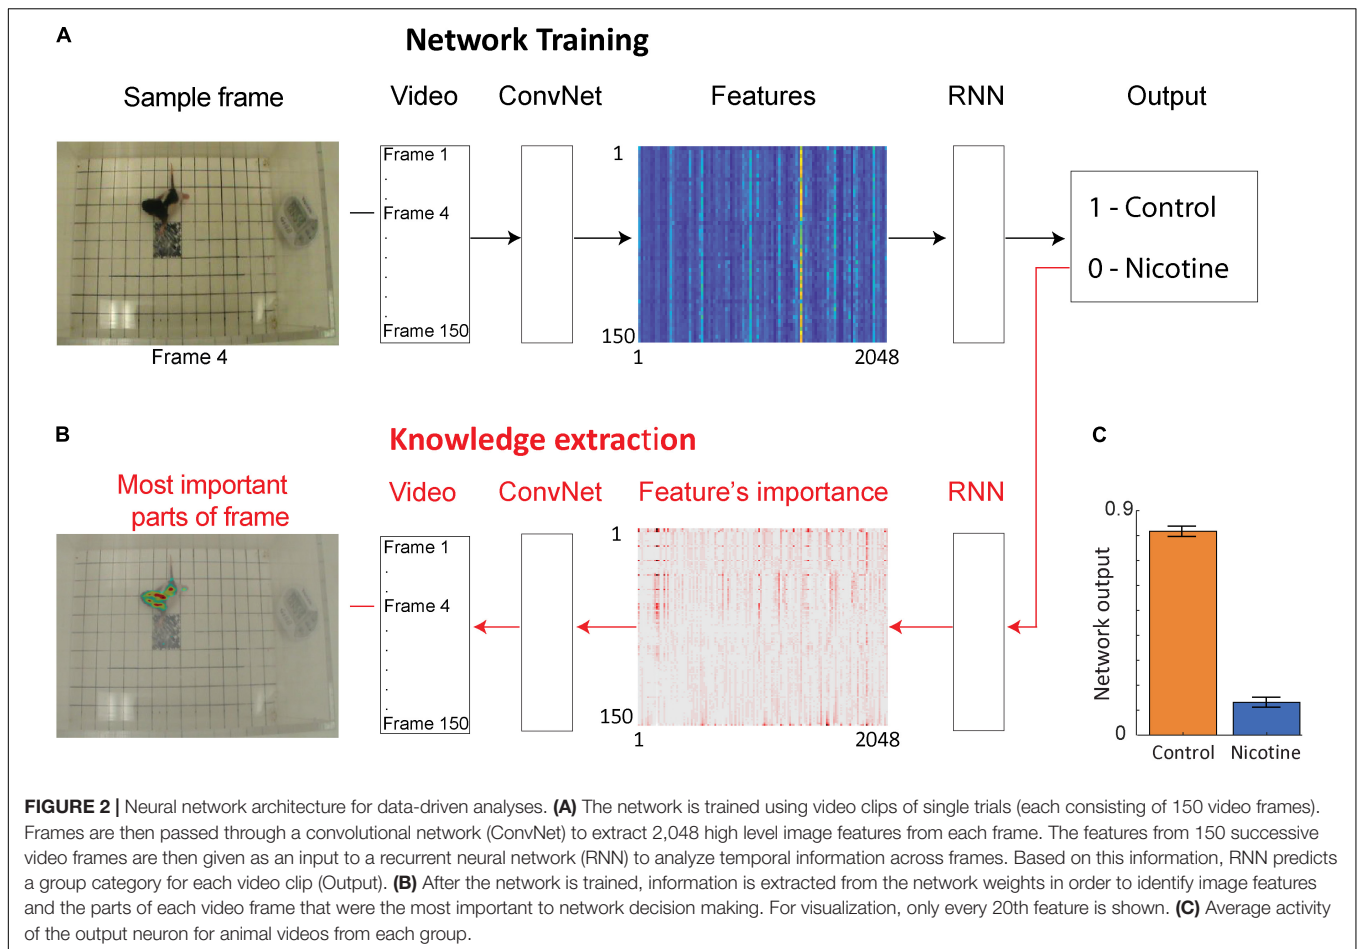 A
Network Training
Sample frame
Video
ConvNet
Features
RNN
Output
Frame 1
Frame 4
Frame 150
1
150
1
2048
1 - Control
0 - Nicotine
Frame 4
B
Knowledge extraction
C
Most important
parts of frame
Video
ConvNet
Feature's importance
RNN
Frame 1
Frame 4
Frame 150
1
150
1
2048
0.9
Network output
0
Control
Nicotine
FIGURE 2 | Neural network architecture for data-driven analyses. (A) The network is trained using video clips of single trials (each consisting of 150 video frames).
Frames are then passed through a convolutional network (ConvNet) to extract 2,048 high level image features from each frame. The features from 150 successive
video frames are then given as an input to a recurrent neural network (RNN) to analyze temporal information across frames. Based on this information, RNN predicts
a group category for each video clip (Output). (B) After the network is trained, information is extracted from the network weights in order to identify image features
and the parts of each video frame that were the most important to network decision making. For visualization, only every 20th feature is shown. (C) Average activity
of the output neuron for animal videos from each group.